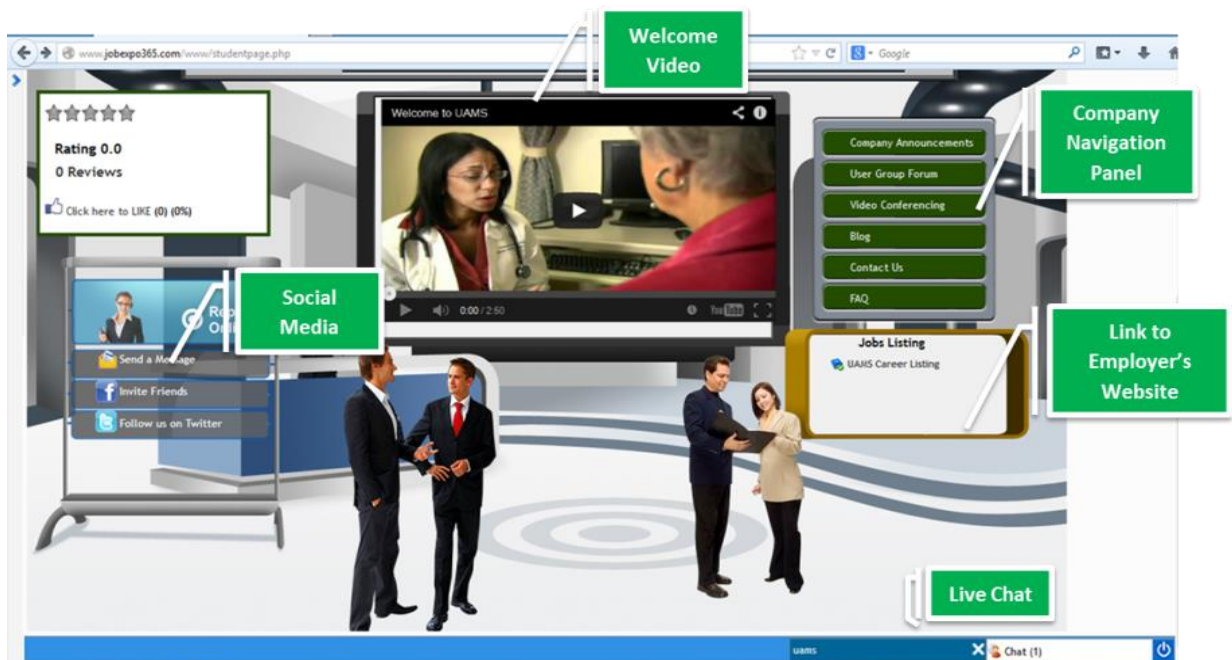 Welcome
Video
www.jobexpo365.com/www/studentpage.php
Google
Rating 0.0
0 Reviews
Click here to LIKE (0) (0%)
Welcome to UAMS
0:00 / 2:50
YouTube
Company Announcements
User Group Forum
Video Conferencing
Blog
Contact Us
FAQ
Company
Navigation
Panel
Social
Media
Send a Message
Invite Friends
Follow us on Twitter
Jobs Listing
UAMS Career Listing
Link to
Employer's
Website
Live Chat
uams
Chat (1)